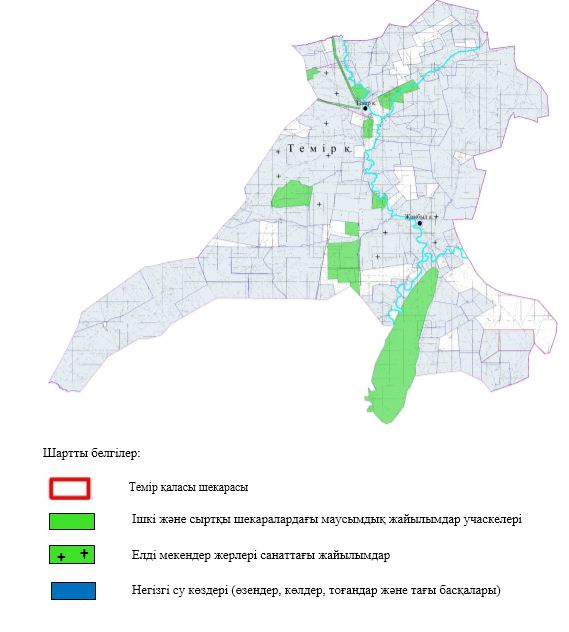 Темір қ.
Т е м і р қ.
Жамбыл а.
Шартты белгілер:
Темір қаласы шекарасы
Ішкі және сыртқы шекаралардағы маусымдық жайылымдар учаскелері
Елді мекендер жерлері санаттағы жайылымдар
Негізгі су көздері (өзендер, көлдер, тоғандар және тағы басқалары)